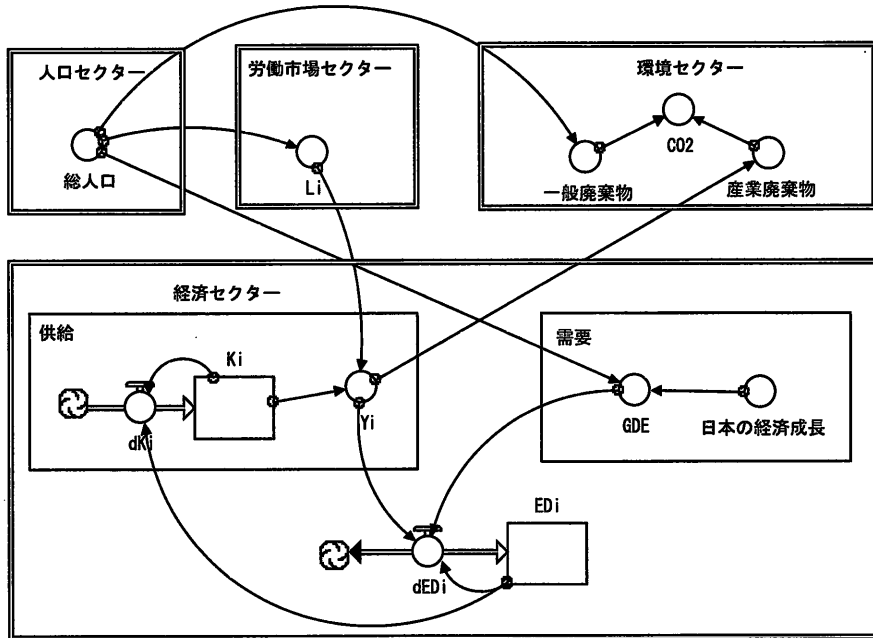 人口セクター
総人口
労働市場セクター
Li
環境セクター
CO2
一般廃棄物
産業廃棄物
経済セクター
供給
Ki
dKi
Yi
需要
GDE
日本の経済成長
EDi
dEDi